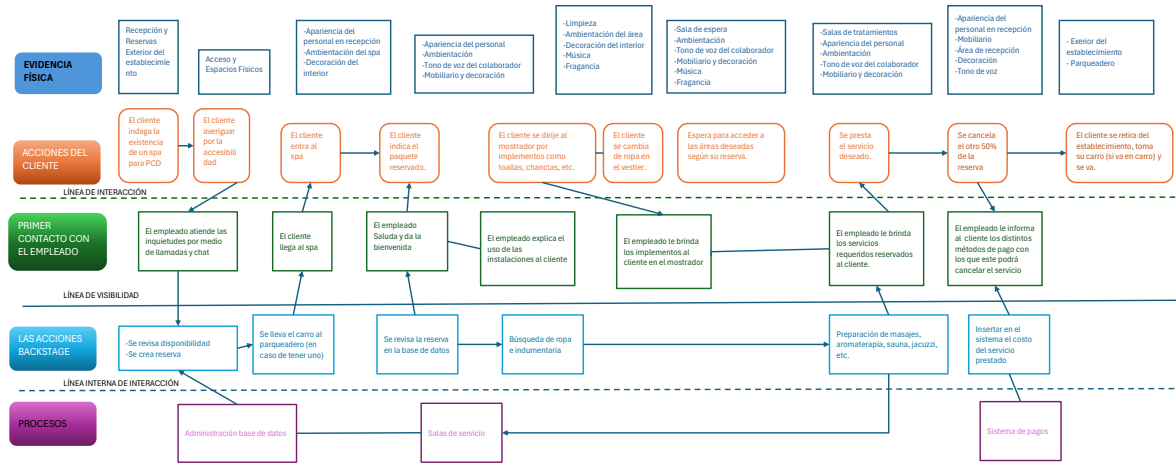 EVIDENCIA
FÍSICA
Recepción y
Reservas
Exterior del
establecimie
nto
Acceso y
Espacios Físicos
-Apariencia del
personal en recepción
-Ambientación del spa
-Decoración del
interior
-Apariencia del personal
-Ambientación
-Tono de voz del colaborador
-Mobiliario y decoración
-Limpieza
-Ambientación del área
-Decoración del interior
-Música
-Fragancia
-Sala de espera
-Ambientación
-Tono de voz del colaborador
-Mobiliario y decoración
-Música
-Fragancia
-Salas de tratamientos
-Apariencia del personal
-Ambientación
-Tono de voz del colaborador
-Mobiliario y decoración
-Apariencia del
personal en recepción
-Mobiliario
-Área de recepción
-Decoración
-Tono de voz
- Exerior del
establecimiento
- Parqueadero
ACCIONES DEL
CLIENTE
El cliente
indaga la
existencia
de un spa
para PCD
El cliente
averiguar
por la
accesibili
dad
El cliente
entra al
spa
El cliente
indica el
paquete
reservado.
El cliente se dirije al
mostrador por
implementos como
toallas, chanclas, etc.
El cliente
se cambia
de ropa en
el vestier.
Espera para acceder a
las áreas deseadas
según su reserva.
Se presta
el servicio
deseado.
Se cancela
el otro 50%
de la
reserva
El cliente se retira del
establecimiento, toma
su carro (si va en carro) y
se va.
LÍNEA DE INTERACCIÓN
PRIMER
CONTACTO CON
EL EMPLEADO
El empleado atiende las
inquietudes por medio
de llamadas y chat
El cliente
llega al spa
El empleado
Saluda y da la
bienvenida
El empleado explica el
uso de las
instalaciones al cliente
El empleado le brinda
los implementos al
cliente en el mostrador
El empleado le brinda
los servicios
requeridos reservados
al cliente.
El empleado le informa
al cliente los distintos
métodos de pago con
los que este podrá
cancelar el servicio
LÍNEA DE VISIBILIDAD
LAS ACCIONES
BACKSTAGE
-Se revisa disponibilidad
-Se crea reserva
Se lleva el carro al
parqueadero (en
caso de tener uno)
Se revisa la reserva
en la base de datos
Búsqueda de ropa
e indumentaria
Preparación de masajes,
aromaterapia, sauna, jacuzzi,
etc.
Insertar en el
sistema el costo
del servicio
prestado
LÍNEA INTERNA DE INTERACCIÓN
PROCESOS
Administración base de datos
Salas de servicio
Sistema de pagos